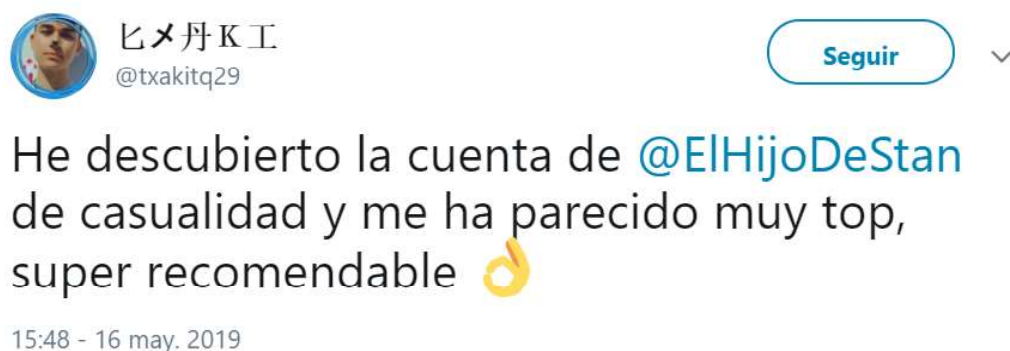 匕メ丹K工
@txakitq29
Seguir
He descubierto la cuenta de @ElHijoDeStan
de casualidad y me ha parecido muy top,
super recomendable 👌
15:48 - 16 may. 2019